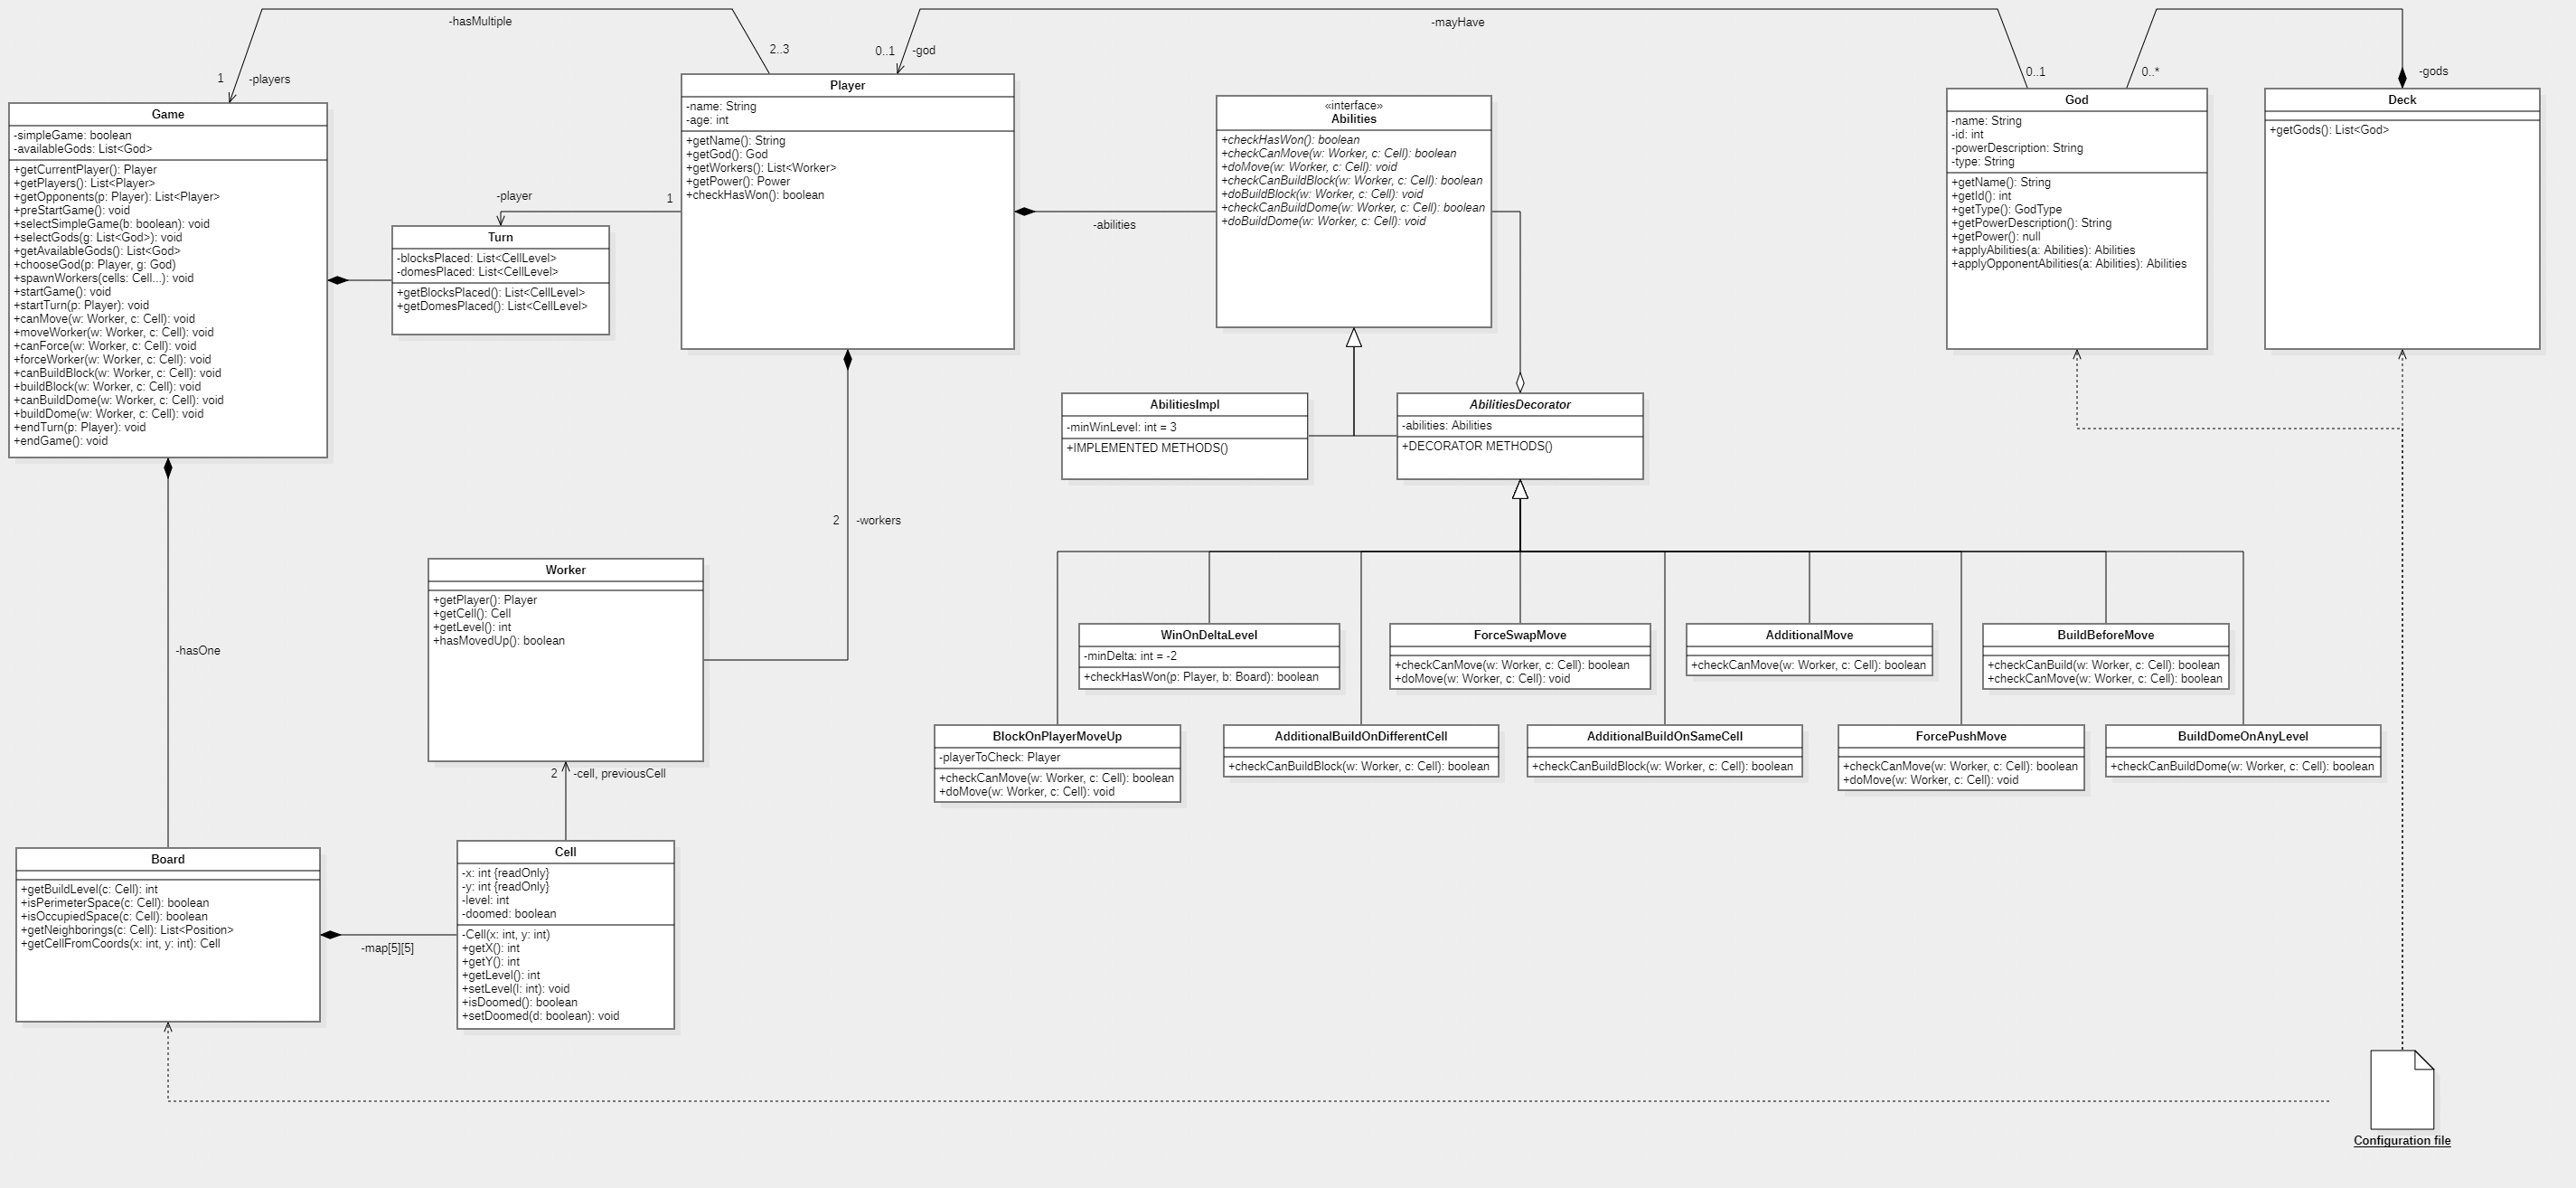 -hasMultiple
2..3
1
-players
-mayHave
0..1
-god
0..1
0..*
-gods
Game
-simpleGame: boolean
-availableGods: List<God>
+getCurrentPlayer(): Player
+getPlayers(): List<Player>
+getOpponents(p: Player): List<Player>
+preStartGame(): void
+selectSimpleGame(b: boolean): void
+selectGods(g: List<God>): void
+getAvailableGods(): List<God>
+chooseGod(p: Player, g: God)
+spawnWorkers(cells: Cell...): void
+startGame(): void
+startTurn(p: Player): void
+canMove(w: Worker, c: Cell): void
+moveWorker(w: Worker, c: Cell): void
+canForce(w: Worker, c: Cell): void
+forceWorker(w: Worker, c: Cell): void
+canBuildBlock(w: Worker, c: Cell): void
+buildBlock(w: Worker, c: Cell): void
+canBuildDome(w: Worker, c: Cell): void
+buildDome(w: Worker, c: Cell): void
+endTurn(p: Player): void
+endGame(): void
-player
1
Turn
-blocksPlaced: List<CellLevel>
-domesPlaced: List<CellLevel>
+getBlocksPlaced(): List<CellLevel>
+getDomesPlaced(): List<CellLevel>
Player
-name: String
-age: int
+getName(): String
+getGod(): God
+getWorkers(): List<Worker>
+getPower(): Power
+checkHasWon(): boolean
-abilities
«interface»
Abilities
+checkHasWon(): boolean
+checkCanMove(w: Worker, c: Cell): boolean
+doMove(w: Worker, c: Cell): void
+checkCanBuildBlock(w: Worker, c: Cell): boolean
+doBuildBlock(w: Worker, c: Cell): void
+checkCanBuildDome(w: Worker, c: Cell): boolean
+doBuildDome(w: Worker, c: Cell): void
God
-name: String
-id: int
-powerDescription: String
-type: String
+getName(): String
+getId(): int
+getType(): GodType
+getPowerDescription(): String
+getPower(): null
+applyAbilities(a: Abilities): Abilities
+applyOpponentAbilities(a: Abilities): Abilities
Deck
+getGods(): List<God>
AbilitiesImpl
-minWinLevel: int = 3
+IMPLEMENTED METHODS()
AbilitiesDecorator
-abilities: Abilities
+DECORATOR METHODS()
2
-workers
Worker
+getPlayer(): Player
+getCell(): Cell
+getLevel(): int
+hasMovedUp(): boolean
-hasOne
2
-cell, previousCell
WinOnDeltaLevel
-minDelta: int = -2
+checkHasWon(p: Player, b: Board): boolean
ForceSwapMove
+checkCanMove(w: Worker, c: Cell): boolean
+doMove(w: Worker, c: Cell): void
AdditionalMove
+checkCanMove(w: Worker, c: Cell): boolean
BuildBeforeMove
+checkCanBuild(w: Worker, c: Cell): boolean
+checkCanMove(w: Worker, c: Cell): boolean
BlockOnPlayerMoveUp
-playerToCheck: Player
+checkCanMove(w: Worker, c: Cell): boolean
+doMove(w: Worker, c: Cell): void
AdditionalBuildOnDifferentCell
+checkCanBuildBlock(w: Worker, c: Cell): boolean
AdditionalBuildOnSameCell
+checkCanBuildBlock(w: Worker, c: Cell): boolean
ForcePushMove
+checkCanMove(w: Worker, c: Cell): boolean
+doMove(w: Worker, c: Cell): void
BuildDomeOnAnyLevel
+checkCanBuildDome(w: Worker, c: Cell): boolean
Board
+getBuildLevel(c: Cell): int
+isPerimeterSpace(c: Cell): boolean
+isOccupiedSpace(c: Cell): boolean
+getNeighborings(c: Cell): List<Position>
+getCellFromCoords(x: int, y: int): Cell
-map[5][5]
Cell
-x: int {readOnly}
-y: int {readOnly}
-level: int
-doomed: boolean
-Cell(x: int, y: int)
+getX(): int
+getY(): int
+getLevel(): int
+setLevel(l: int): void
+isDoomed(): boolean
+setDoomed(d: boolean): void
Configuration file